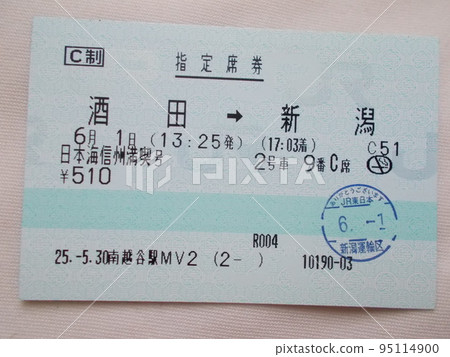 C制
指定席券
酒田 → 新潟
6月 1日 (13:25発) (17:03着) C51
日本海信州満喫号 2号車 9番C席
¥510
ありがとうございます
JR東日本
6.-1
新潟運輸区
R004
25.-5.30南越谷駅MV2 (2- ) 10190-03
PIXTA
pixta.jp - 95114900